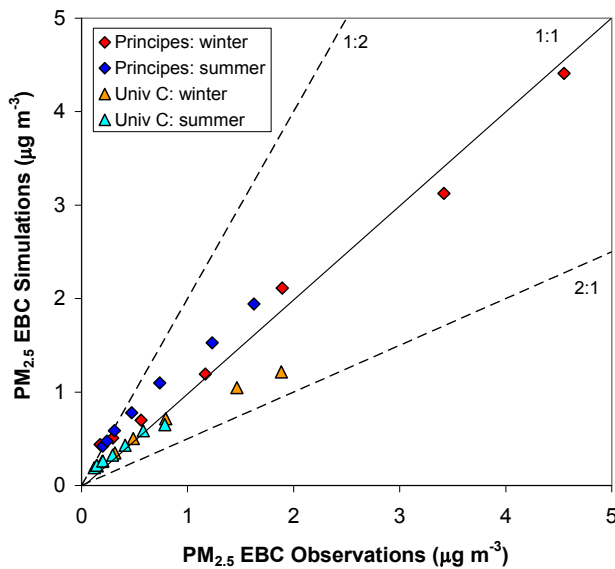 5
4
3
2
1
0
PM2.5 EBC Simulations (µg m-3)
Principes: winter
Principes: summer
Univ C: winter
Univ C: summer
1:2
1:1
2:1
0 1 2 3 4 5
PM2.5 EBC Observations (µg m-3)